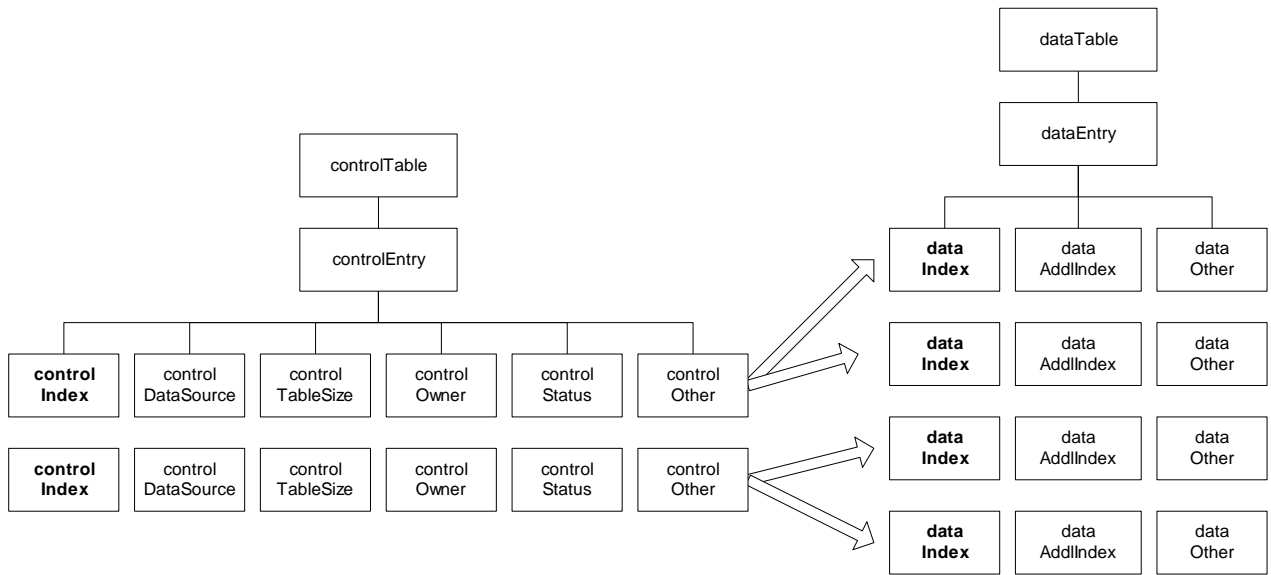 dataTable
dataEntry
controlTable
controlEntry
data
Index
data
AddlIndex
data
Other
data
Index
data
AddlIndex
data
Other
control
Index
control
DataSource
control
TableSize
control
Owner
control
Status
control
Other
data
Index
data
AddlIndex
data
Other
control
Index
control
DataSource
control
TableSize
control
Owner
control
Status
control
Other
data
Index
data
AddlIndex
data
Other